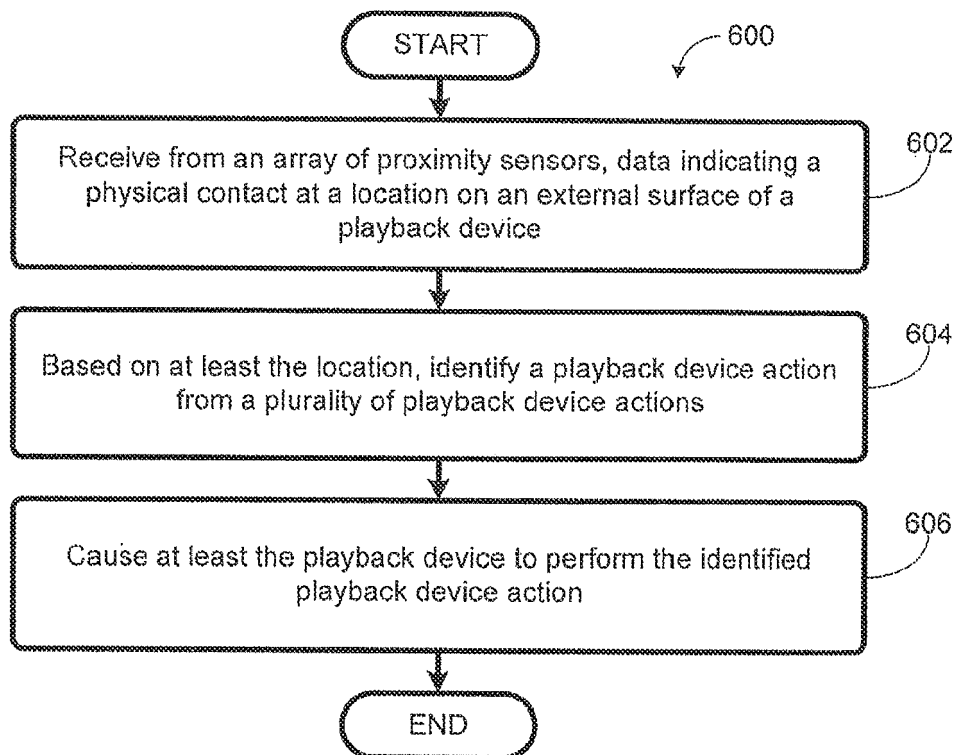 START
600
Receive from an array of proximity sensors, data indicating a
physical contact at a location on an external surface of a
playback device
602
Based on at least the location, identify a playback device action
from a plurality of playback device actions
604
Cause at least the playback device to perform the identified
playback device action
606
END